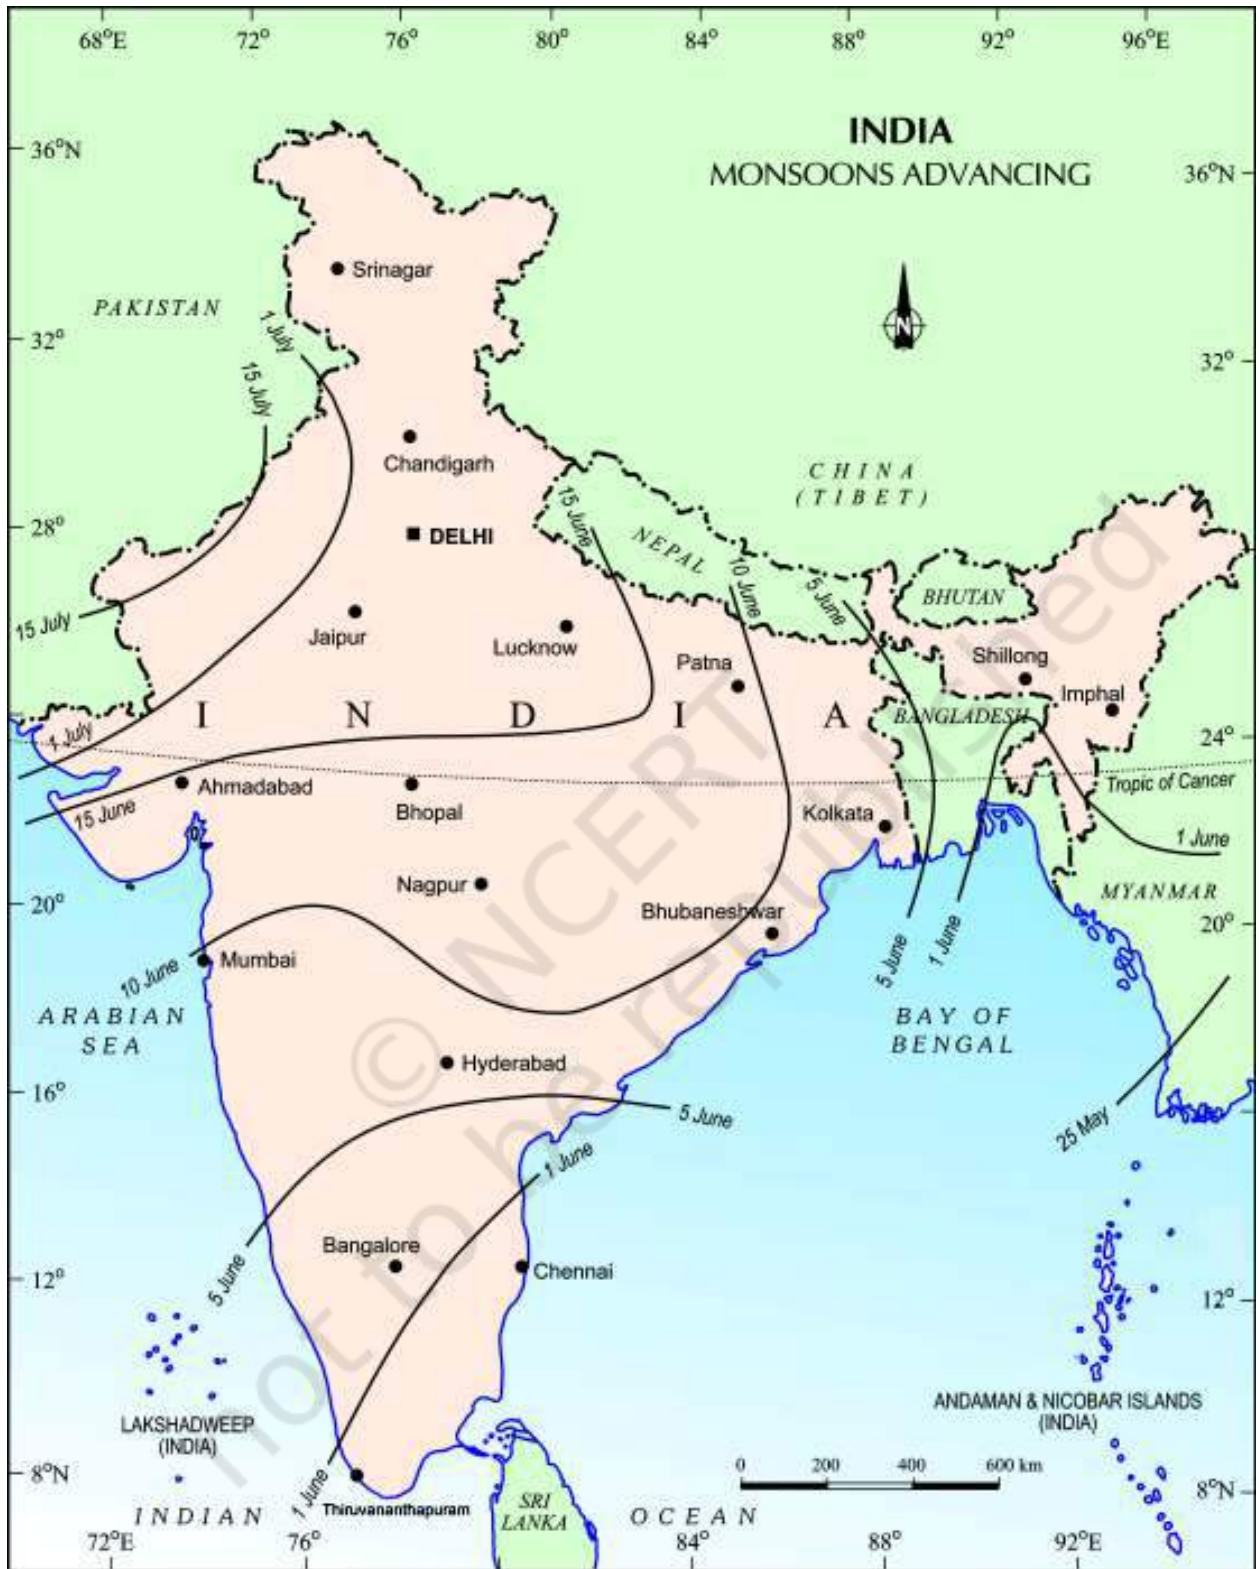 68°E 72° 76° 80° 84° 88° 92° 96°E
INDIA
MONSOONS ADVANCING
36°N
36°N
N
Srinagar
PAKISTAN
1 July
32°
32°
15 July
Chandigarh
CHINA
(TIBET)
15 June
28°
DELHI
28°
NEPAL
10 June
5 June
BHUTAN
15 July
Jaipur
Lucknow
Patna
Shillong
Imphal
I N D I A
BANGLADESH
1 July
24°
Ahmadabad
Bhopal
Tropic of Cancer
15 June
Kolkata
1 June
Nagpur
MYANMAR
20°
Bhubaneshwar
20°
10 June
Mumbai
5 June
1 June
ARABIAN
SEA
BAY OF
BENGAL
Hyderabad
16°
5 June
25 May
1 June
Bangalore
5 June
12°
Chennai
12°
LAKSHADWEEP
(INDIA)
ANDAMAN & NICOBAR ISLANDS
(INDIA)
0 200 400 600 km
8°N
8°N
1 June
Thiruvananthapuram
SRI
LANKA
INDIAN OCEAN
72°E 76° 84° 88° 92°E
© NCERT
not to be republished